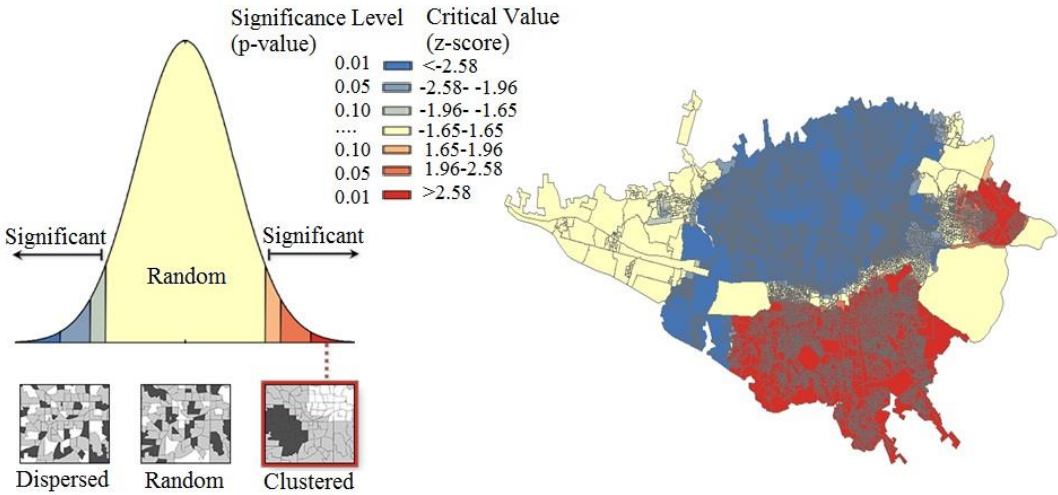 Significance Level
(p-value)
Critical Value
(z-score)
0.01 <-2.58
0.05 -2.58- -1.96
0.10 -1.96- -1.65
.... -1.65-1.65
0.10 1.65-1.96
0.05 1.96-2.58
0.01 >2.58
Significant
Significant
Random
Dispersed
Random
Clustered